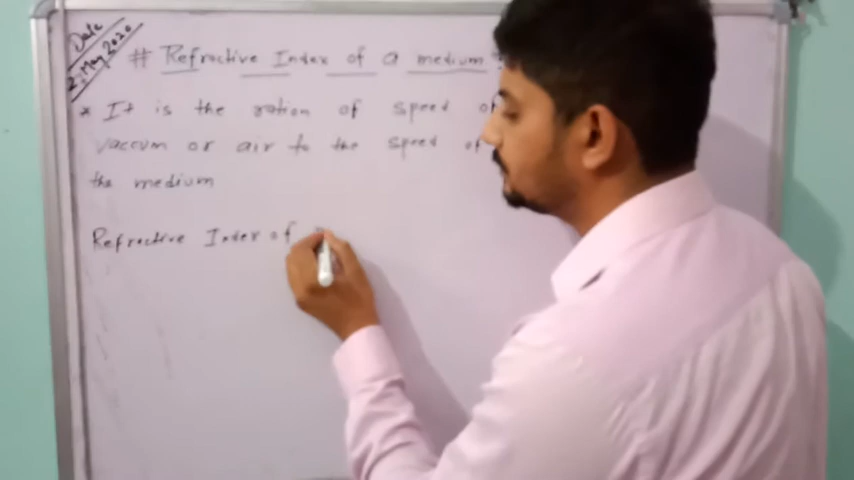 Date
2 May 2020
# Refractive Index of a medium:
* It is the ration of speed of
vaccum or air to the speed of
the medium
Refractive Index of